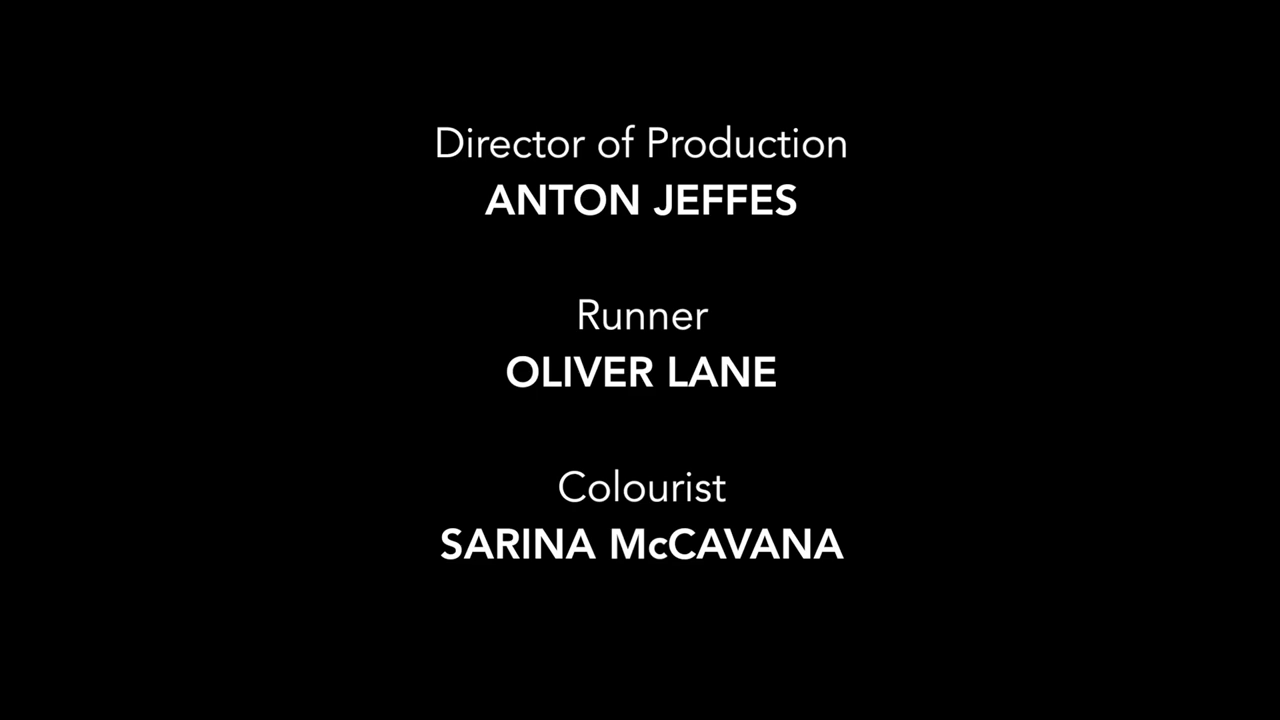 Director of Production
ANTON JEFFES
Runner
OLIVER LANE
Colourist
SARINA McCAVANA